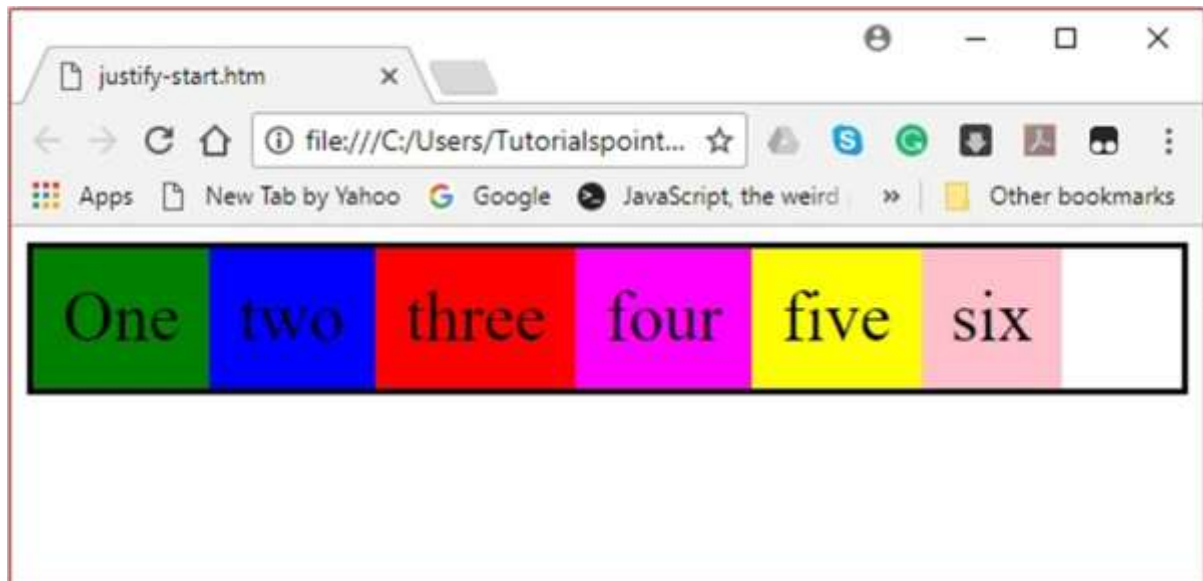 justify-start.htm
file:///C:/Users/Tutorialspoint...
Apps New Tab by Yahoo Google JavaScript, the weird » Other bookmarks
One two three four five six